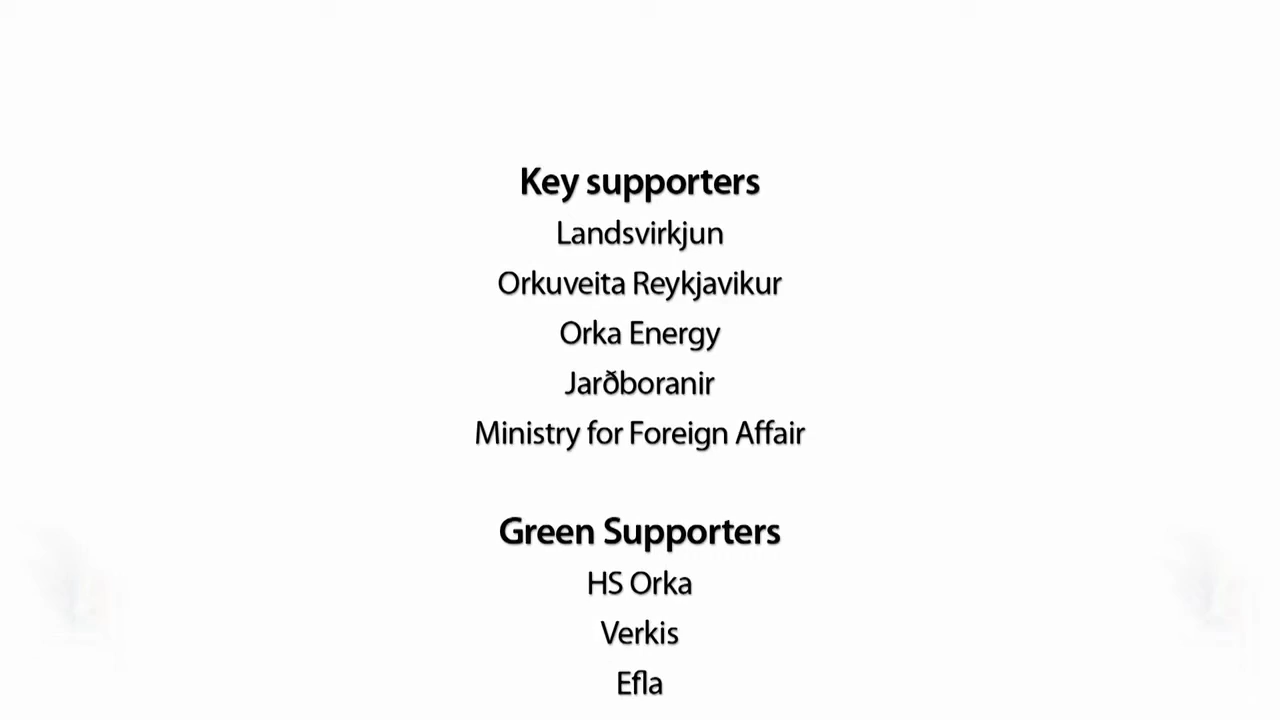 Key supporters
Landsvirkjun
Orkuveita Reykjavikur
Orka Energy
Jarðboranir
Ministry for Foreign Affair
Green Supporters
HS Orka
Verkis
Efla